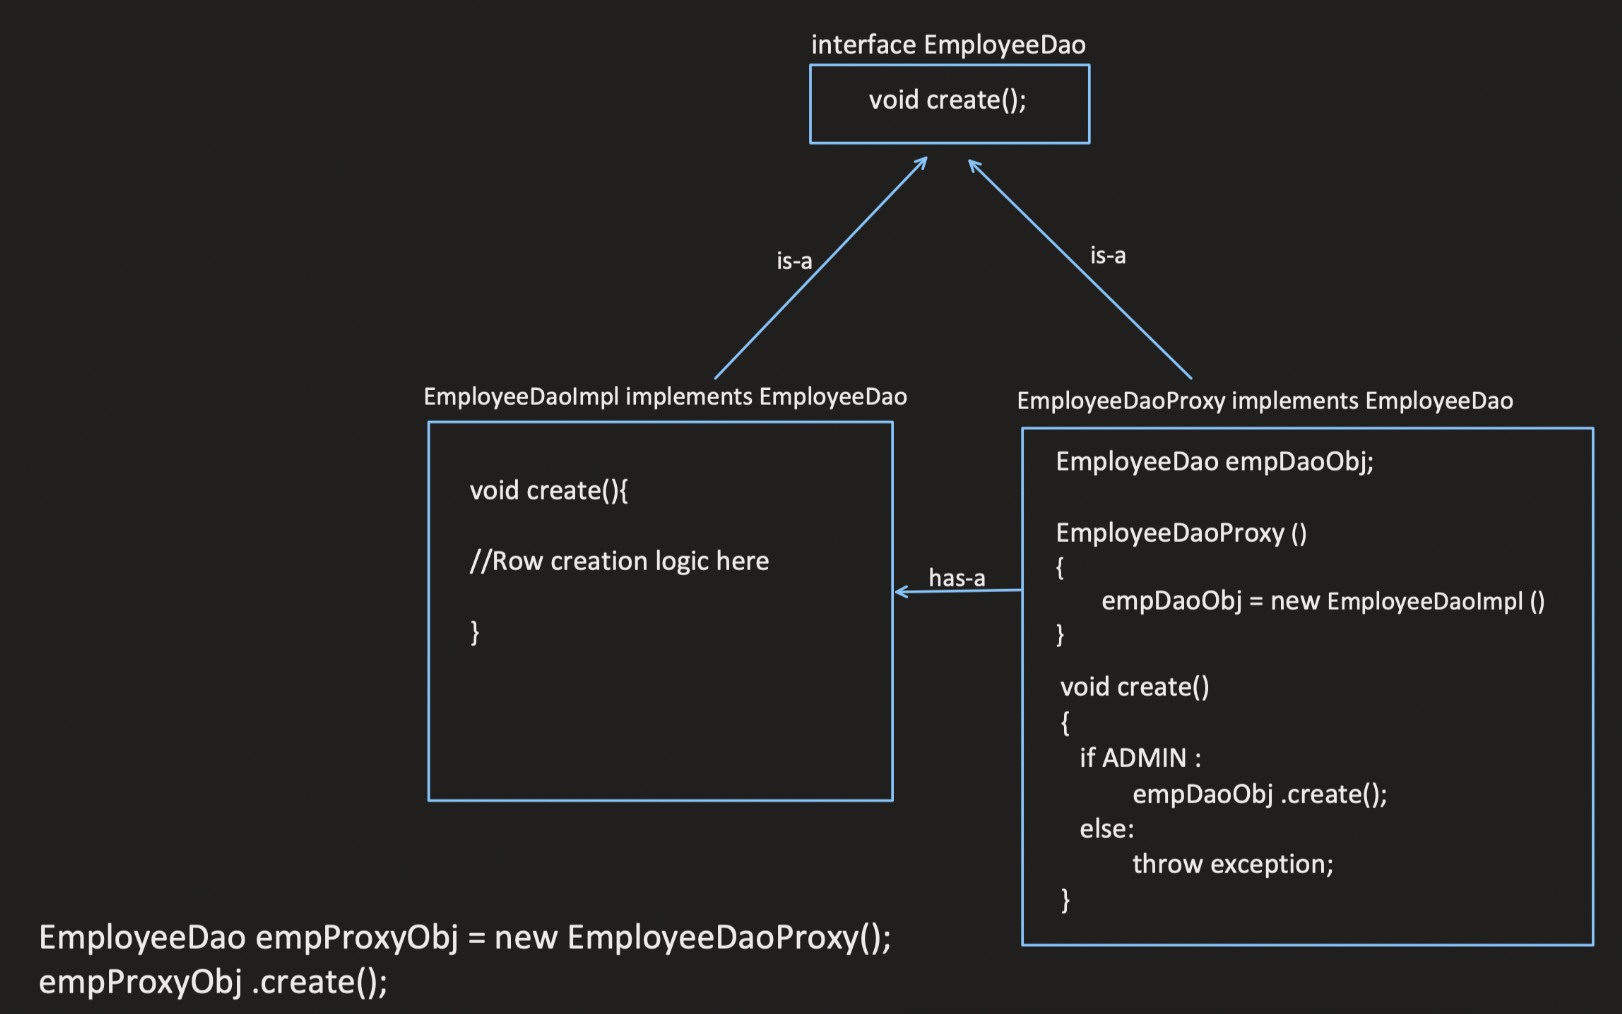 interface EmployeeDao
void create();
is-a
is-a
EmployeeDaoImpl implements EmployeeDao
void create(){
//Row creation logic here
}
has-a
EmployeeDaoProxy implements EmployeeDao
EmployeeDao empDaoObj;
EmployeeDaoProxy ()
{
empDaoObj = new EmployeeDaoImpl ()
}
void create()
{
if ADMIN :
empDaoObj .create();
else:
throw exception;
}
EmployeeDao empProxyObj = new EmployeeDaoProxy();
empProxyObj .create();